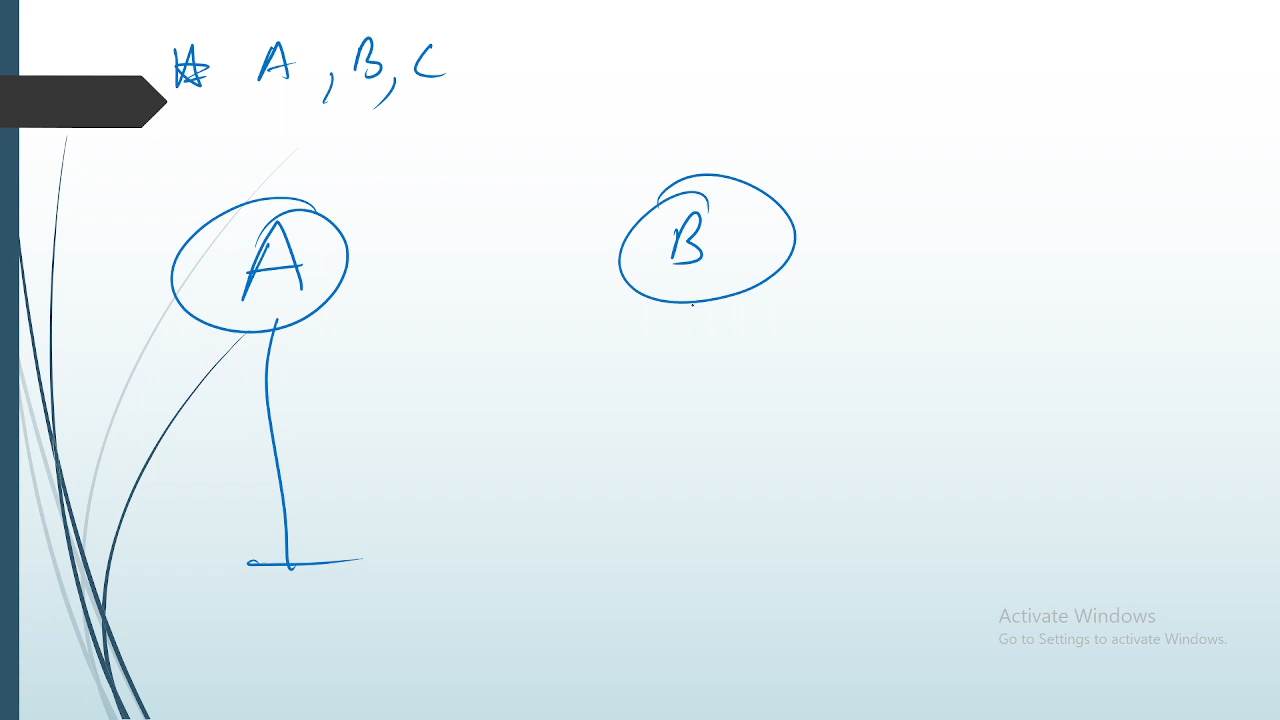 A, B, C
A
B
Activate Windows
Go to Settings to activate Windows.